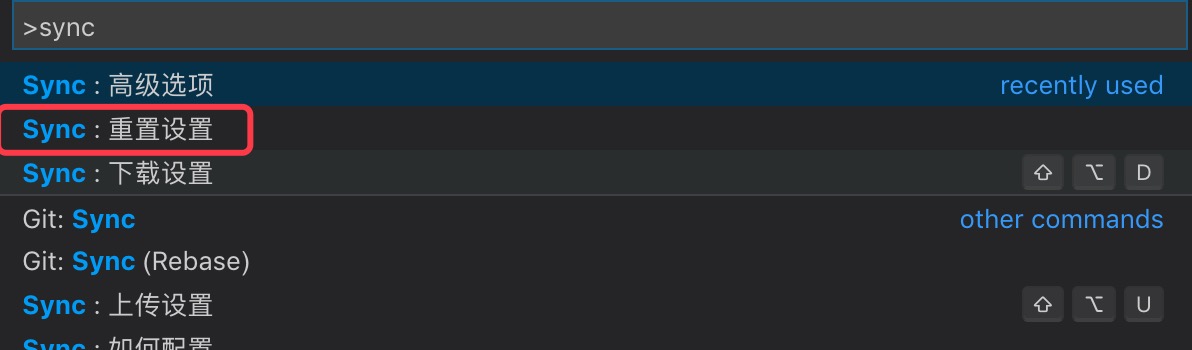 >sync
Sync : 高级选项 recently used
Sync : 重置设置
Sync : 下载设置 ⇧ ⌥ D
Git: Sync other commands
Git: Sync (Rebase)
Sync : 上传设置 ⇧ ⌥ U
Sync : 如何配置